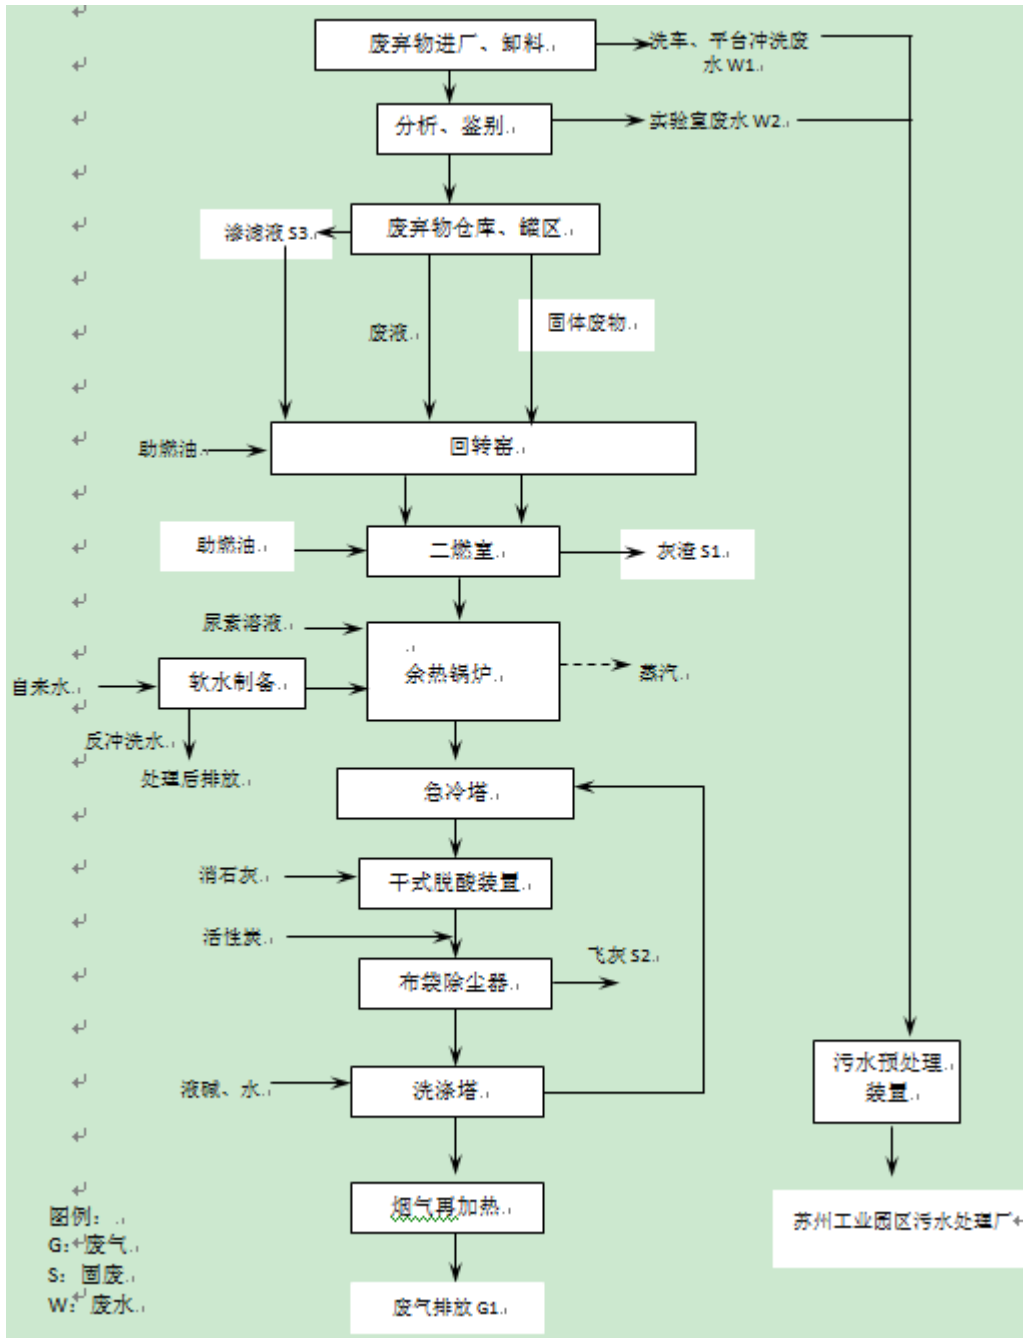 废弃物进厂、卸料
洗车、平台冲洗废
水 W1
分析、鉴别
实验室废水 W2
渗滤液 S3
废弃物仓库、罐区
废液
固体废物
助燃油
回转窑
助燃油
二燃室
灰渣 S1
尿素溶液
余热锅炉
蒸汽
自来水
软水制备
反冲洗水
处理后排放
急冷塔
消石灰
干式脱酸装置
活性炭
布袋除尘器
飞灰 S2
液碱、水
洗涤塔
污水预处理
装置
烟气再加热
苏州工业园区污水处理厂
废气排放 G1
图例：
G：废气
S：固废
W：废水